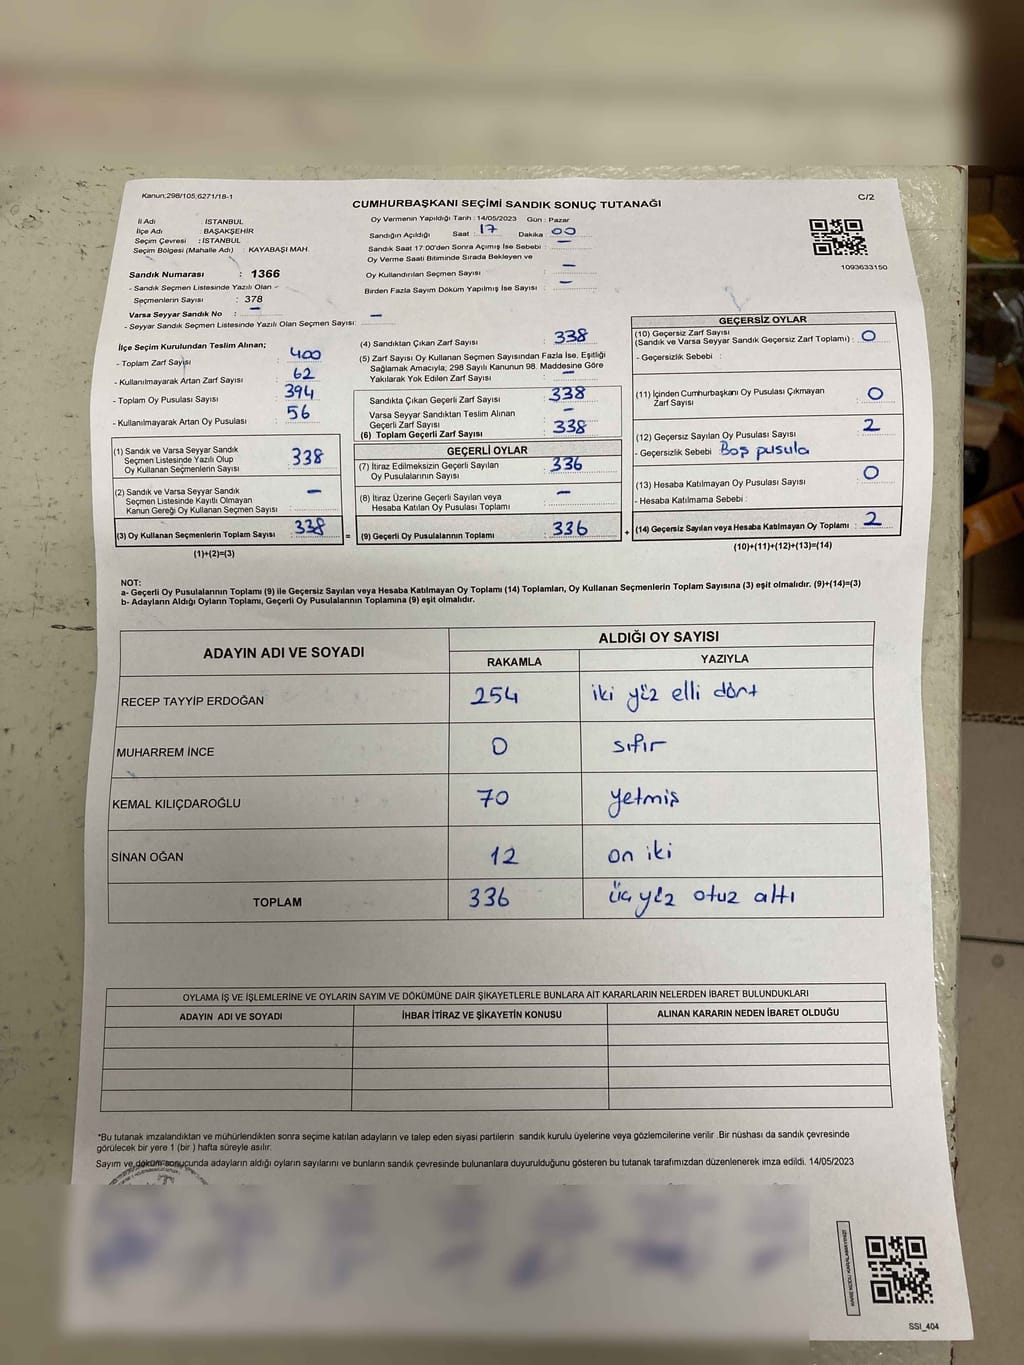 Kanun;298/105;6271/18-1
CUMHURBAŞKANI SEÇİMİ SANDIK SONUÇ TUTANAĞI
C/2
İl Adı : İSTANBUL
İlçe Adı : BAŞAKŞEHİR
Seçim Çevresi : İSTANBUL
Seçim Bölgesi (Mahalle Adı) : KAYABAŞI MAH.
Oy Vermenin Yapıldığı Tarih : 14/05/2023 Gün : Pazar
Sandığın Açıldığı Saat : 17 Dakika : 00
Sandık Saat 17:00'den Sonra Açımış İse Sebebi : –
Oy Verme Saati Bitiminde Sırada Bekleyen ve
Oy Kullandırılan Seçmen Sayısı : –
Birden Fazla Sayım Döküm Yapılmış İse Sayısı : –
1093633150
Sandık Numarası : 1366
- Sandık Seçmen Listesinde Yazılı Olan
Seçmenlerin Sayısı : 378
Varsa Seyyar Sandık No : –
- Seyyar Sandık Seçmen Listesinde Yazılı Olan Seçmen Sayısı: –
İlçe Seçim Kurulundan Teslim Alınan;
- Toplam Zarf Sayısı : 400
- Kullanılmayarak Artan Zarf Sayısı : 62
- Toplam Oy Pusulası Sayısı : 394
- Kullanılmayarak Artan Oy Pusulası : 56
(1) Sandık ve Varsa Seyyar Sandık
Seçmen Listesinde Yazılı Olup
Oy Kullanan Seçmenlerin Sayısı : 338
(2) Sandık ve Varsa Seyyar Sandık
Seçmen Listesinde Kayıtlı Olmayan
Kanun Gereği Oy Kullanan Seçmen Sayısı : –
(3) Oy Kullanan Seçmenlerin Toplam Sayısı : 338 =
(1)+(2)=(3)
(4) Sandıktan Çıkan Zarf Sayısı : 338
(5) Zarf Sayısı Oy Kullanan Seçmen Sayısından Fazla İse, Eşitliği
Sağlamak Amacıyla; 298 Sayılı Kanunun 98. Maddesine Göre
Yakılarak Yok Edilen Zarf Sayısı : –
Sandıkta Çıkan Geçerli Zarf Sayısı : 338
Varsa Seyyar Sandıktan Teslim Alınan
Geçerli Zarf Sayısı : –
(6) Toplam Geçerli Zarf Sayısı : 338
GEÇERLİ OYLAR
(7) İtiraz Edilmeksizin Geçerli Sayılan
Oy Pusulalarının Sayısı : 336
(8) İtiraz Üzerine Geçerli Sayılan veya
Hesaba Katılan Oy Pusulası Toplamı : –
(9) Geçerli Oy Pusulalarının Toplamı : 336 +
GEÇERSİZ OYLAR
(10) Geçersiz Zarf Sayısı
(Sandık ve Varsa Seyyar Sandık Geçersiz Zarf Toplamı) : 0
- Geçersizlik Sebebi :
(11) İçinden Cumhurbaşkanı Oy Pusulası Çıkmayan
Zarf Sayısı : 0
(12) Geçersiz Sayılan Oy Pusulası Sayısı : 2
- Geçersizlik Sebebi : Boş pusula
(13) Hesaba Katılmayan Oy Pusulası Sayısı : 0
- Hesaba Katılmama Sebebi :
(14) Geçersiz Sayılan veya Hesaba Katılmayan Oy Toplamı : 2
(10)+(11)+(12)+(13)=(14)
NOT:
a- Geçerli Oy Pusulalarının Toplamı (9) ile Geçersiz Sayılan veya Hesaba Katılmayan Oy Toplamı (14) Toplamları, Oy Kullanan Seçmenlerin Toplam Sayısına (3) eşit olmalıdır. (9)+(14)=(3)
b- Adayların Aldığı Oyların Toplamı, Geçerli Oy Pusulalarının Toplamına (9) eşit olmalıdır.
ADAYIN ADI VE SOYADI
ALDIĞI OY SAYISI
RAKAMLA YAZIYLA
RECEP TAYYİP ERDOĞAN 254 iki yüz elli dört
MUHARREM İNCE 0 sıfır
KEMAL KILIÇDAROĞLU 70 yetmiş
SİNAN OĞAN 12 on iki
TOPLAM 336 üç yüz otuz altı
OYLAMA İŞ VE İŞLEMLERİNE VE OYLARIN SAYIM VE DÖKÜMÜNE DAİR ŞİKAYETLERLE BUNLARA AİT KARARLARIN NELERDEN İBARET BULUNDUKLARI
ADAYIN ADI VE SOYADI İHBAR İTİRAZ VE ŞİKAYETİN KONUSU ALINAN KARARIN NEDEN İBARET OLDUĞU
*Bu tutanak imzalandıktan ve mühürlendikten sonra seçime katılan adayların ve talep eden siyasi partilerin sandık kurulu üyelerine veya gözlemcilerine verilir .Bir nüshası da sandık çevresinde
görülecek bir yere 1 (bir ) hafta süreyle asılır.
Sayım ve döküm sonucunda adayların aldığı oyların sayılarını ve bunların sandık çevresinde bulunanlara duyurulduğunu gösteren bu tutanak tarafımızdan düzenlenerek imza edildi. 14/05/2023
SSI_404